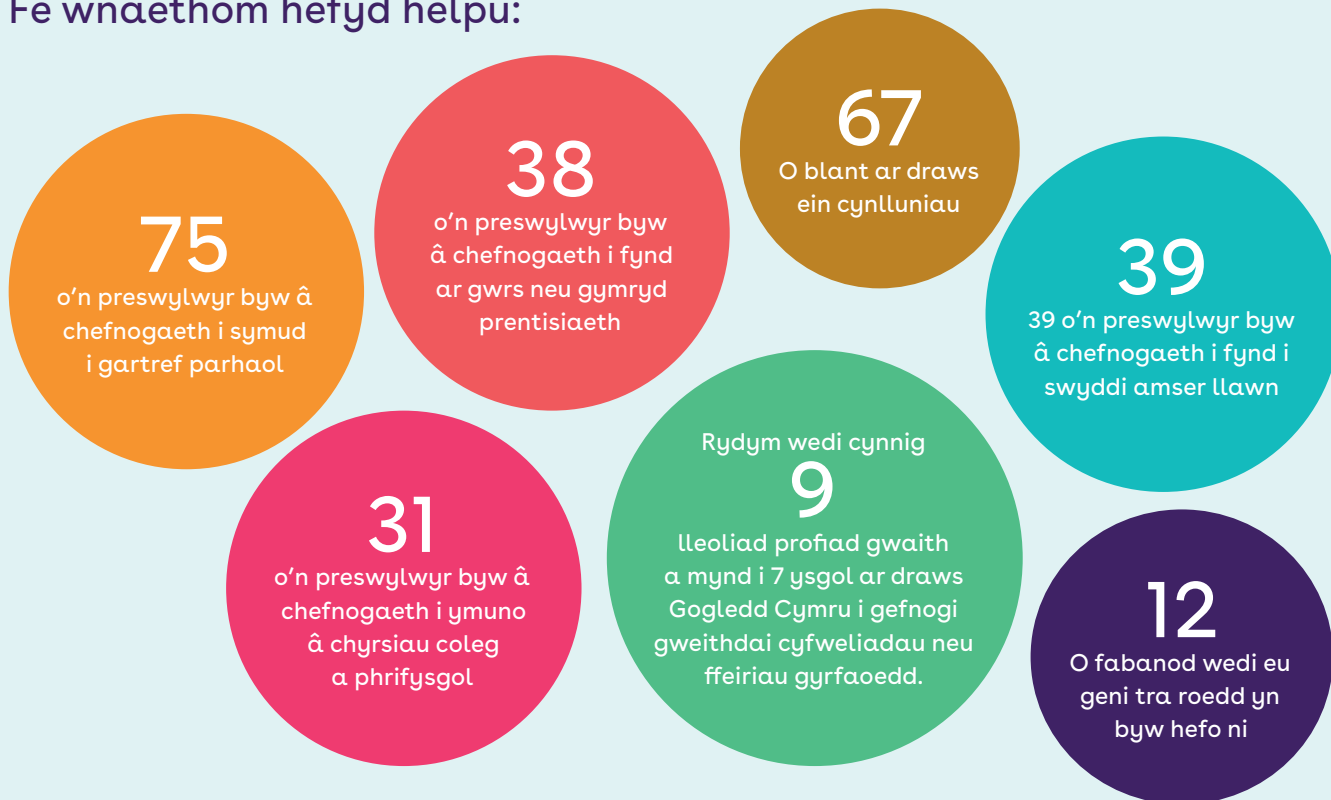 Fe wnaethom hefyd helpu:
75
o'n preswylwyr byw â
chefnogaeth i symud
i gartref parhaol
38
o'n preswylwyr byw
â chefnogaeth i fynd
ar gwrs neu gymryd
prentisiaeth
67
O blant ar draws
ein cynlluniau
39
39 o'n preswylwyr byw
â chefnogaeth i fynd i
swyddi amser llawn
31
o'n preswylwyr byw â
chefnogaeth i ymuno
â chyrsiau coleg
a phrifysgol
Rydym wedi cynnig
9
lleoliad profiad gwaith
a mynd i 7 ysgol ar draws
Gogledd Cymru i gefnogi
gweithdai cyfweliadau neu
ffeiriau gyrfaoedd.
12
O fabanod wedi eu
geni tra roedd yn
byw hefo ni